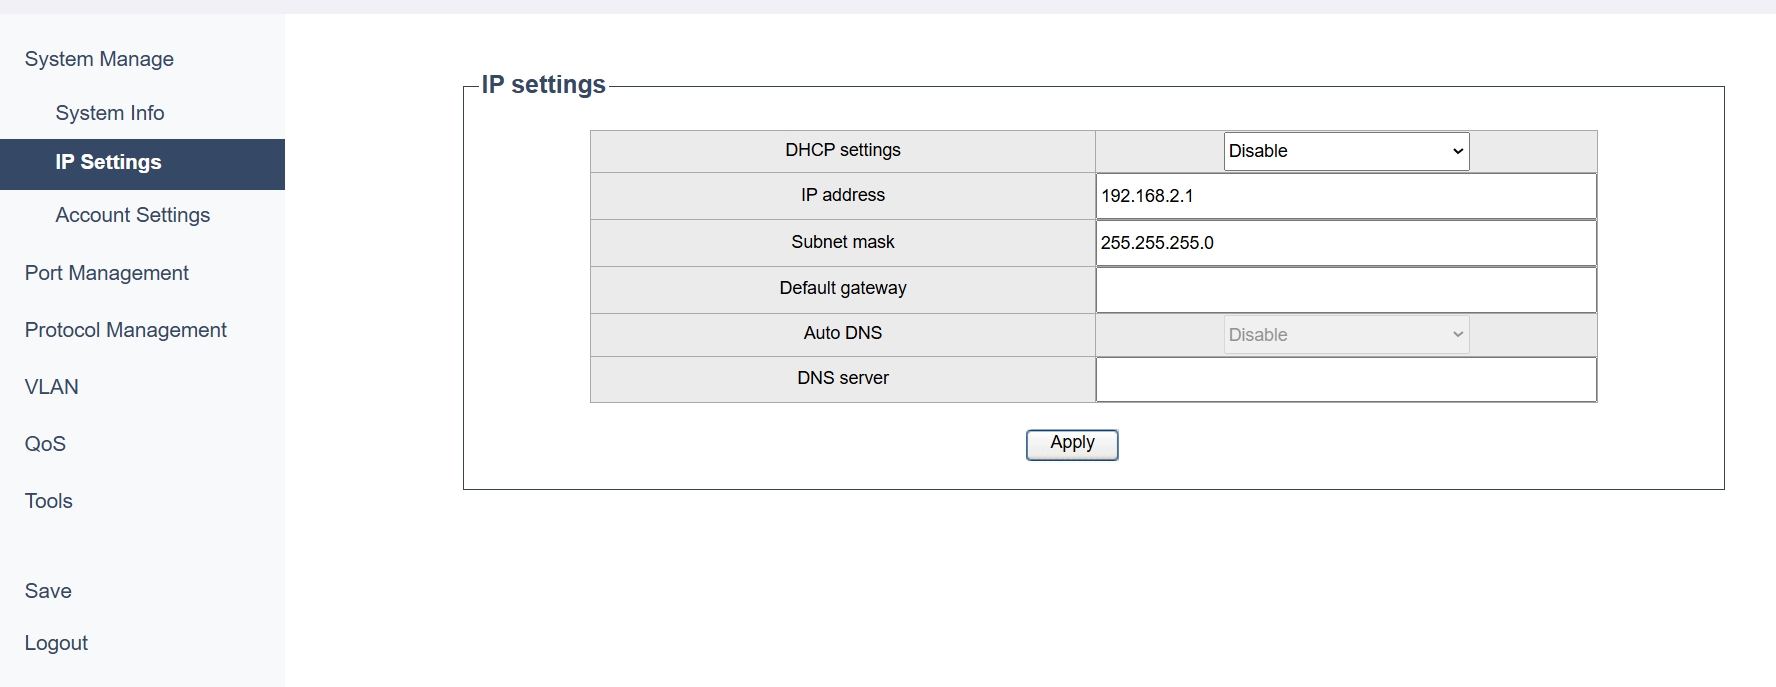 System Manage
System Info
IP Settings
Account Settings
Port Management
Protocol Management
VLAN
QoS
Tools
Save
Logout
IP settings
DHCP settings Disable
IP address 192.168.2.1
Subnet mask 255.255.255.0
Default gateway
Auto DNS Disable
DNS server
Apply